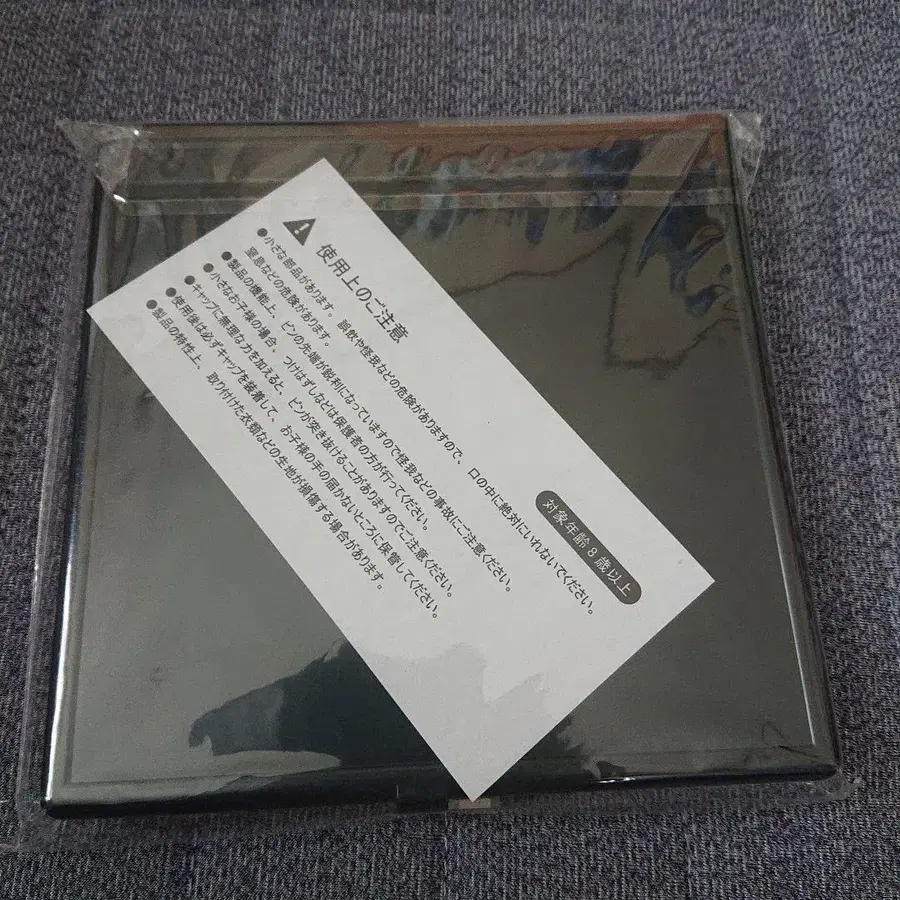 使用上のご注意
●小さな部品があります。誤飲や怪我などの危険がありますので、口の中に絶対にいれないでください。
窒息などの危険があります。
●製品の機能上、ピンの先端が鋭利になっていますので怪我などの事故にご注意ください。
●小さなお子様の場合、つけはずしなどは保護者の方が行ってください。
●キャップに無理な力を加えると、ピンが突き抜けることがありますのでご注意ください。
●使用後は必ずキャップを装着して、お子様の手の届かないところに保管してください。
●製品の特性上、取り付けた衣類などの生地が損傷する場合があります。
対象年齢8歳以上